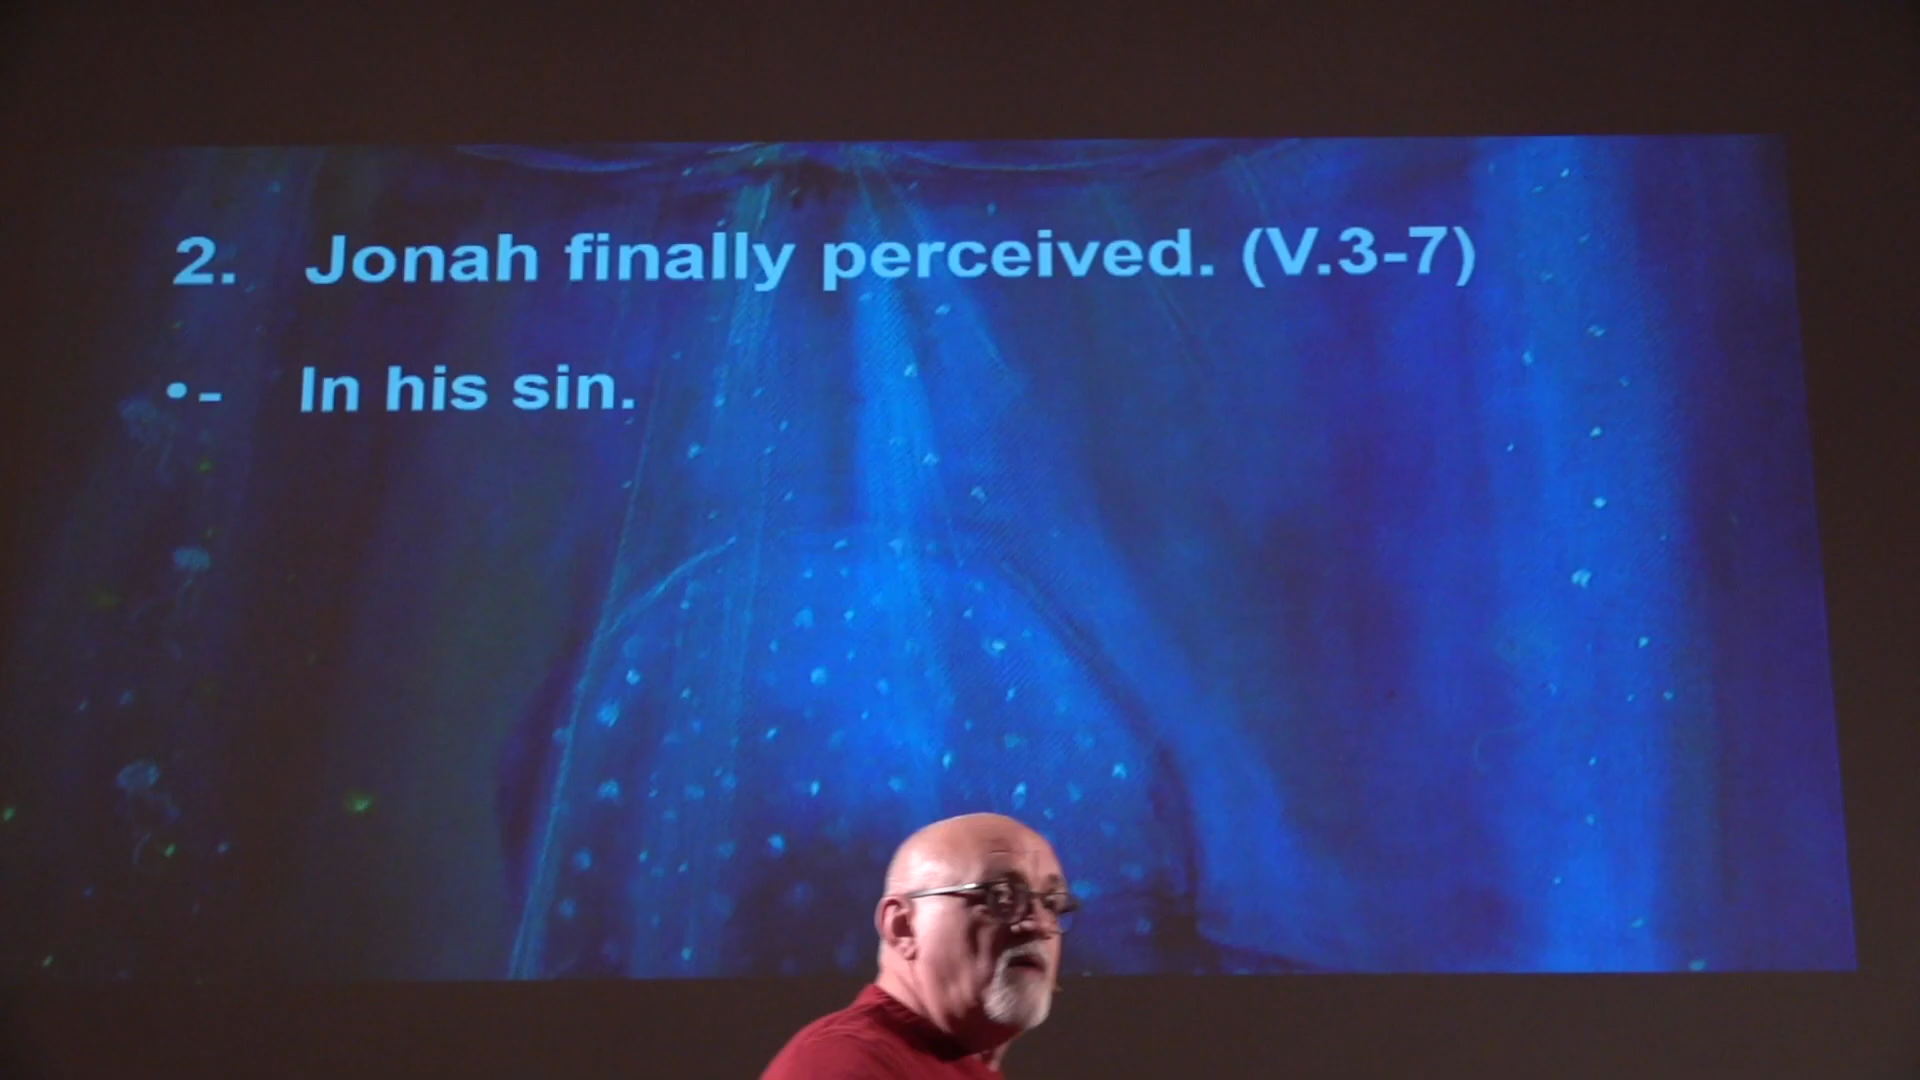 2. Jonah finally perceived. (V.3-7)
•- In his sin.